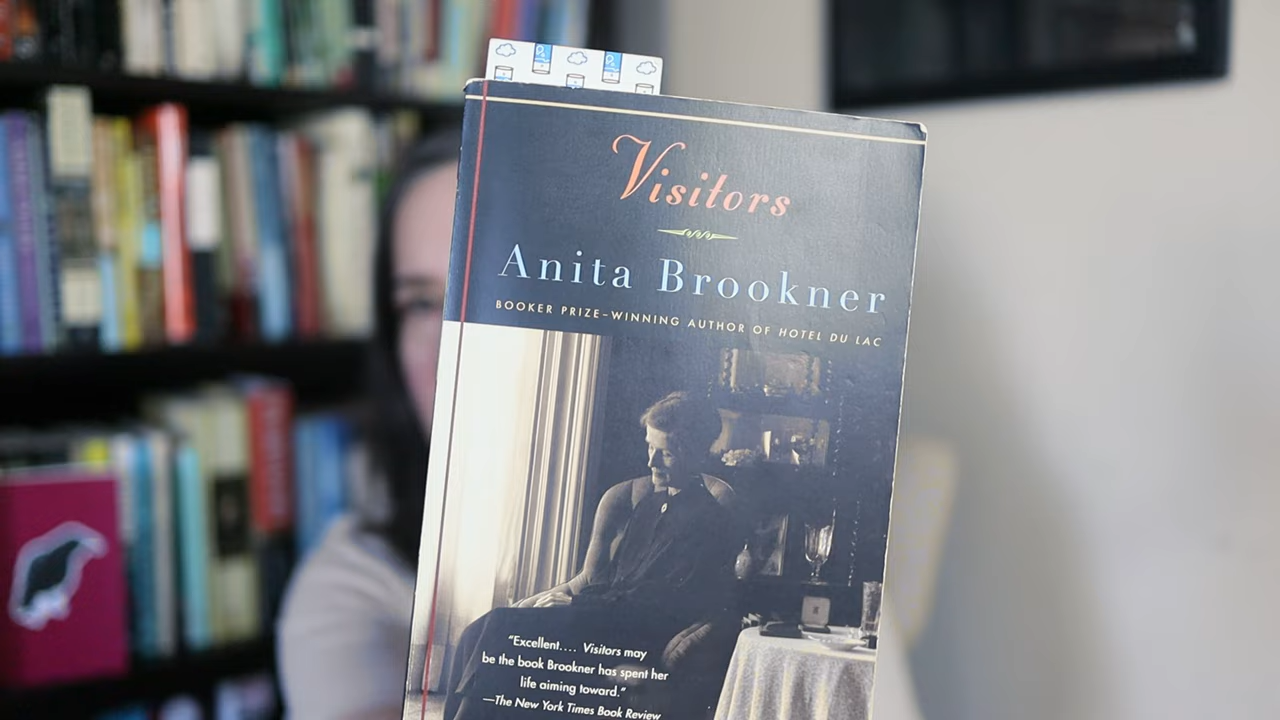 Visitors
Anita Brookner
BOOKER PRIZE–WINNING AUTHOR OF HOTEL DU LAC
“Excellent.... Visitors may
be the book Brookner has spent her
life aiming toward.”
—The New York Times Book Review